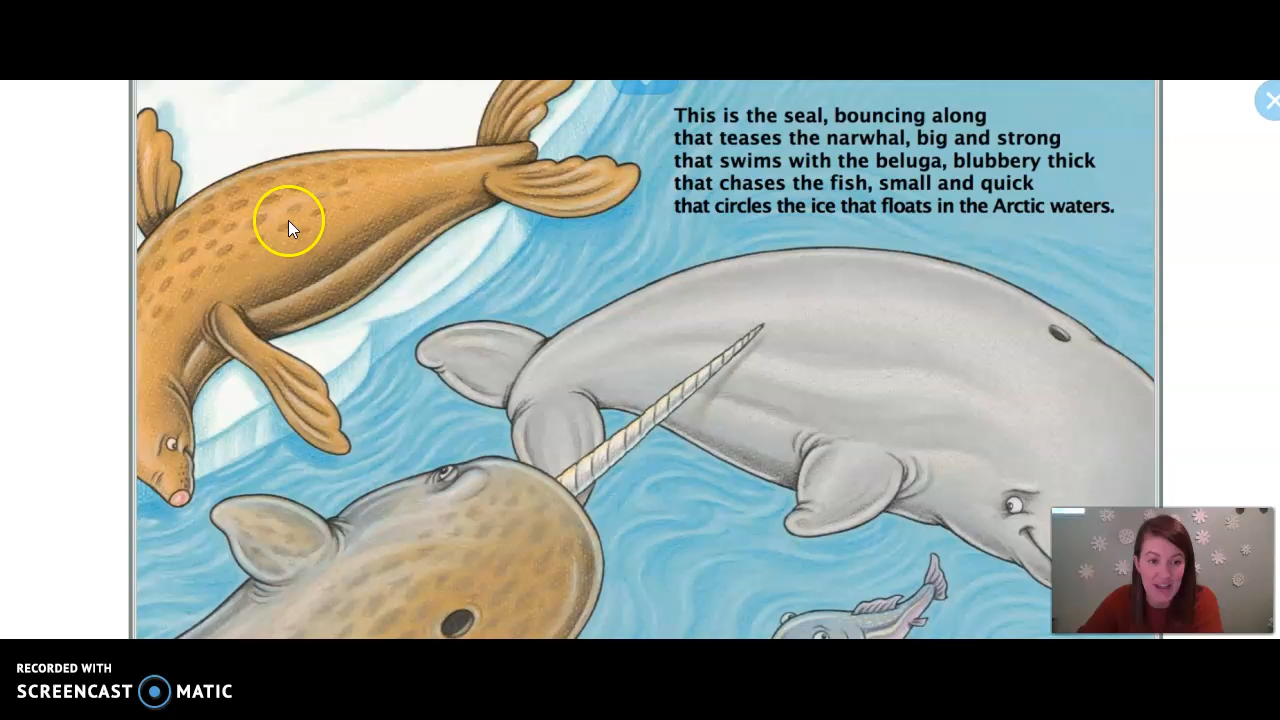 This is the seal, bouncing along
that teases the narwhal, big and strong
that swims with the beluga, blubbery thick
that chases the fish, small and quick
that circles the ice that floats in the Arctic waters.
RECORDED WITH
SCREENCAST MATIC